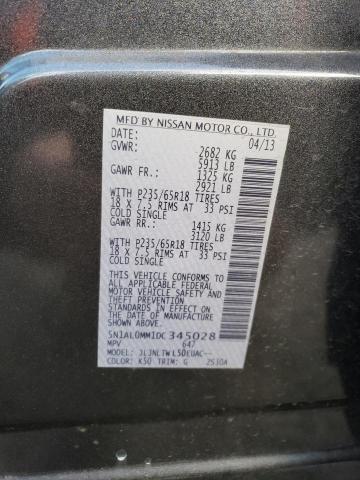 MFD BY NISSAN MOTOR CO., LTD.
DATE: 04/13
GVWR: 2682 KG
5913 LB
GAWR FR.: 1325 KG
2921 LB
WITH P235/65R18 TIRES
18 X 7.5 RIMS AT 33 PSI
COLD SINGLE
GAWR RR.: 1415 KG
3120 LB
WITH P235/65R18 TIRES
18 X 7.5 RIMS AT 33 PSI
COLD SINGLE
THIS VEHICLE CONFORMS TO
ALL APPLICABLE FEDERAL
MOTOR VEHICLE SAFETY
STANDARDS IN EFFECT ON
THE DATE OF MANUFACTURE
SHOWN ABOVE.
5N1AL0MM1DC345028
MPV 647
MODEL: JLJNLTWL50EUAC--
COLOR: K50 TRIM: G 2530A